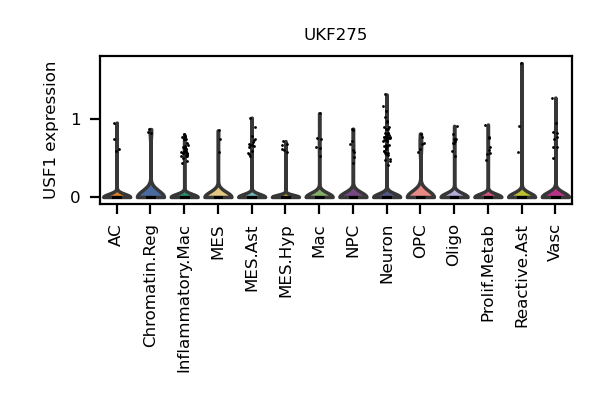 UKF275
USF1 expression
1
0
AC
Chromatin.Reg
Inflammatory.Mac
MES
MES.Ast
MES.Hyp
Mac
NPC
Neuron
OPC
Oligo
Prolif.Metab
Reactive.Ast
Vasc